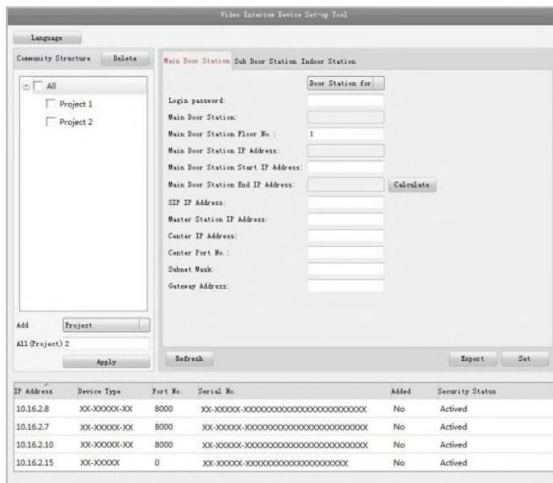 Video Intercom Device Set-up Tool
Language
Community Structure Delete
All
Project 1
Project 2
Add Project
All(Project) 2
Apply
Main Door Station Sub Door Station Indoor Station
Door Station for
Login password:
Main Door Station:
Main Door Station Floor No.: 1
Main Door Station IP Address:
Main Door Station Start IP Address:
Main Door Station End IP Address: Calculate
SIP IP Address:
Master Station IP Address:
Center IP Address:
Center Port No.:
Subnet Mask:
Gateway Address:
Refresh Export Set
IP Address Device Type Port No. Serial No. Added Security Status
10.16.2.8 XX-XXXXX-XX 8000 XX-XXXXX-XXXXXXXXXXXXXXXXXXXXXXX No Actived
10.16.2.7 XX-XXXXX-XX 8000 XX-XXXXX-XXXXXXXXXXXXXXXXXXXXXXX No Actived
10.16.2.10 XX-XXXXX-XX 8000 XX-XXXXX-XXXXXXXXXXXXXXXXXXXXXXX No Actived
10.16.2.15 XX-XXXXX 0 XX-XXXXX-XXXXXXXXXXXXXXXXXXX No Actived